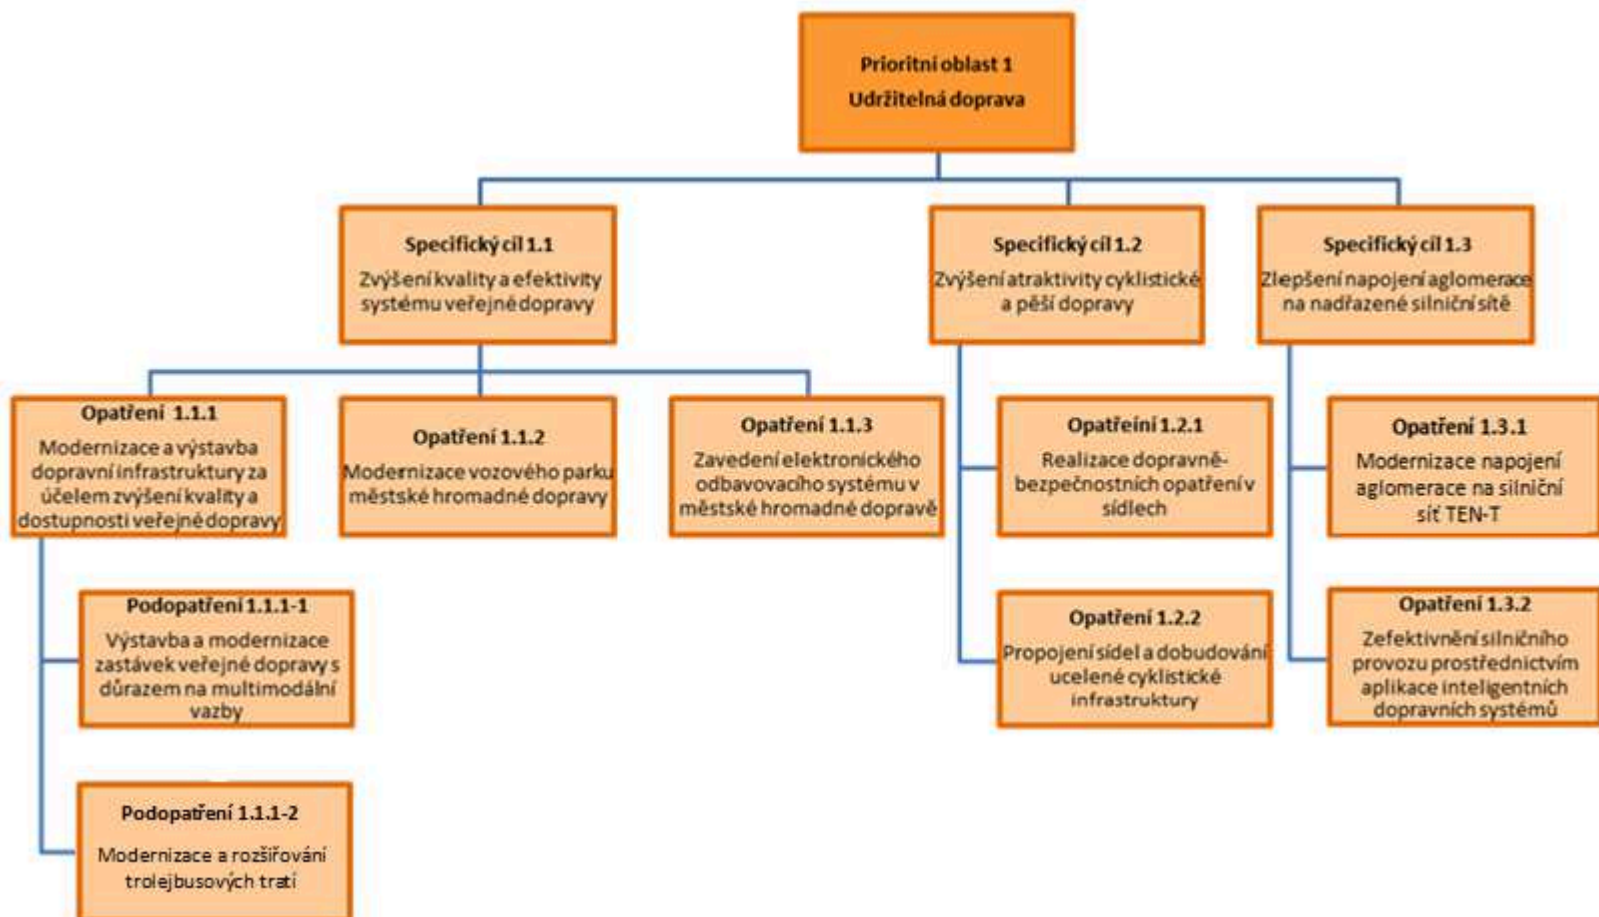 Prioritní oblast 1
Udržitelná doprava
Specifický cíl 1.1
Zvýšení kvality a efektivity
systému veřejné dopravy
Specifický cíl 1.2
Zvýšení atraktivity cyklistické
a pěší dopravy
Specifický cíl 1.3
Zlepšení napojení aglomerace
na nadřazené silniční sítě
Opatření 1.1.1
Modernizace a výstavba
dopravní infrastruktury za
účelem zvýšení kvality a
dostupnosti veřejné dopravy
Opatření 1.1.2
Modernizace vozového parku
městské hromadné dopravy
Opatření 1.1.3
Zavedení elektronického
odbavovacího systému v
městské hromadné dopravě
Opatřeíní 1.2.1
Realizace dopravně-
bezpečnostních opatření v
sídlech
Opatření 1.3.1
Modernizace napojení
aglomerace na silniční
síť TEN-T
Podopatření 1.1.1-1
Výstavba a modernizace
zastávek veřejné dopravy s
důrazem na multimodální
vazby
Opatření 1.2.2
Propojení sídel a dobudování
ucelené cyklistické
infrastruktury
Opatření 1.3.2
Zefektivnění silničního
provozu prostřednictvím
aplikace inteligentních
dopravních systémů
Podopatření 1.1.1-2
Modernizace a rozšiřování
trolejbusových tratí